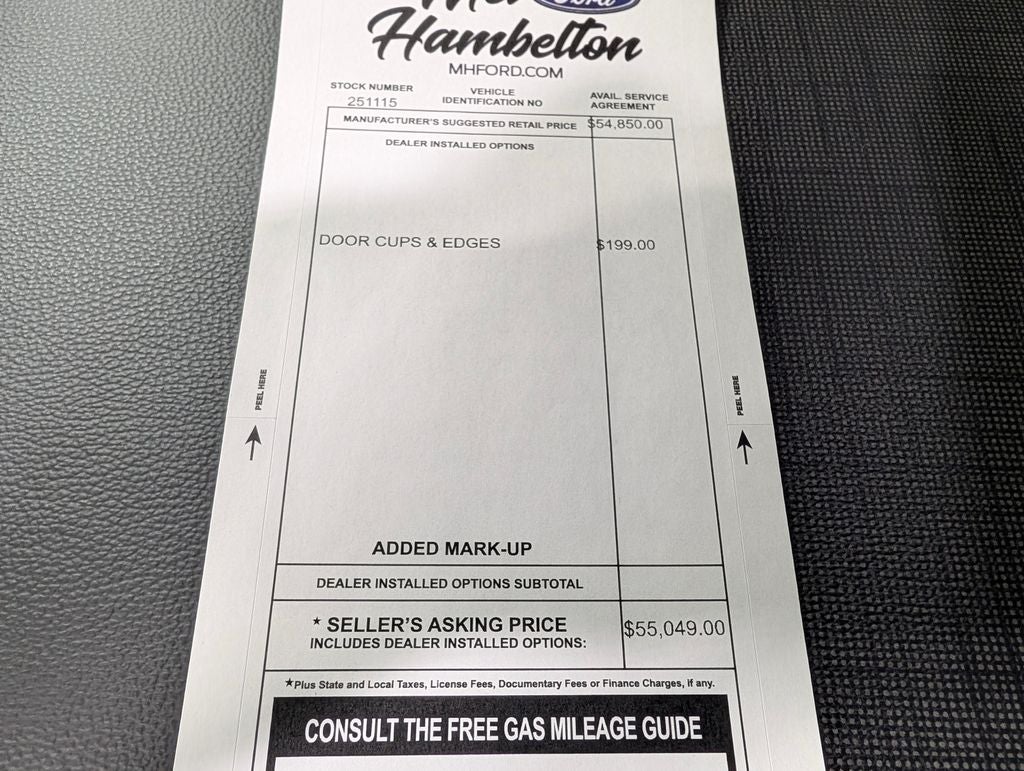 Mel Ford
Hambelton
MHFORD.COM
STOCK NUMBER
251115
VEHICLE
IDENTIFICATION NO
AVAIL. SERVICE
AGREEMENT
MANUFACTURER'S SUGGESTED RETAIL PRICE $54,850.00
DEALER INSTALLED OPTIONS
DOOR CUPS & EDGES $199.00
PEEL HERE
PEEL HERE
ADDED MARK-UP
DEALER INSTALLED OPTIONS SUBTOTAL
* SELLER'S ASKING PRICE
INCLUDES DEALER INSTALLED OPTIONS:
$55,049.00
*Plus State and Local Taxes, License Fees, Documentary Fees or Finance Charges, if any.
CONSULT THE FREE GAS MILEAGE GUIDE